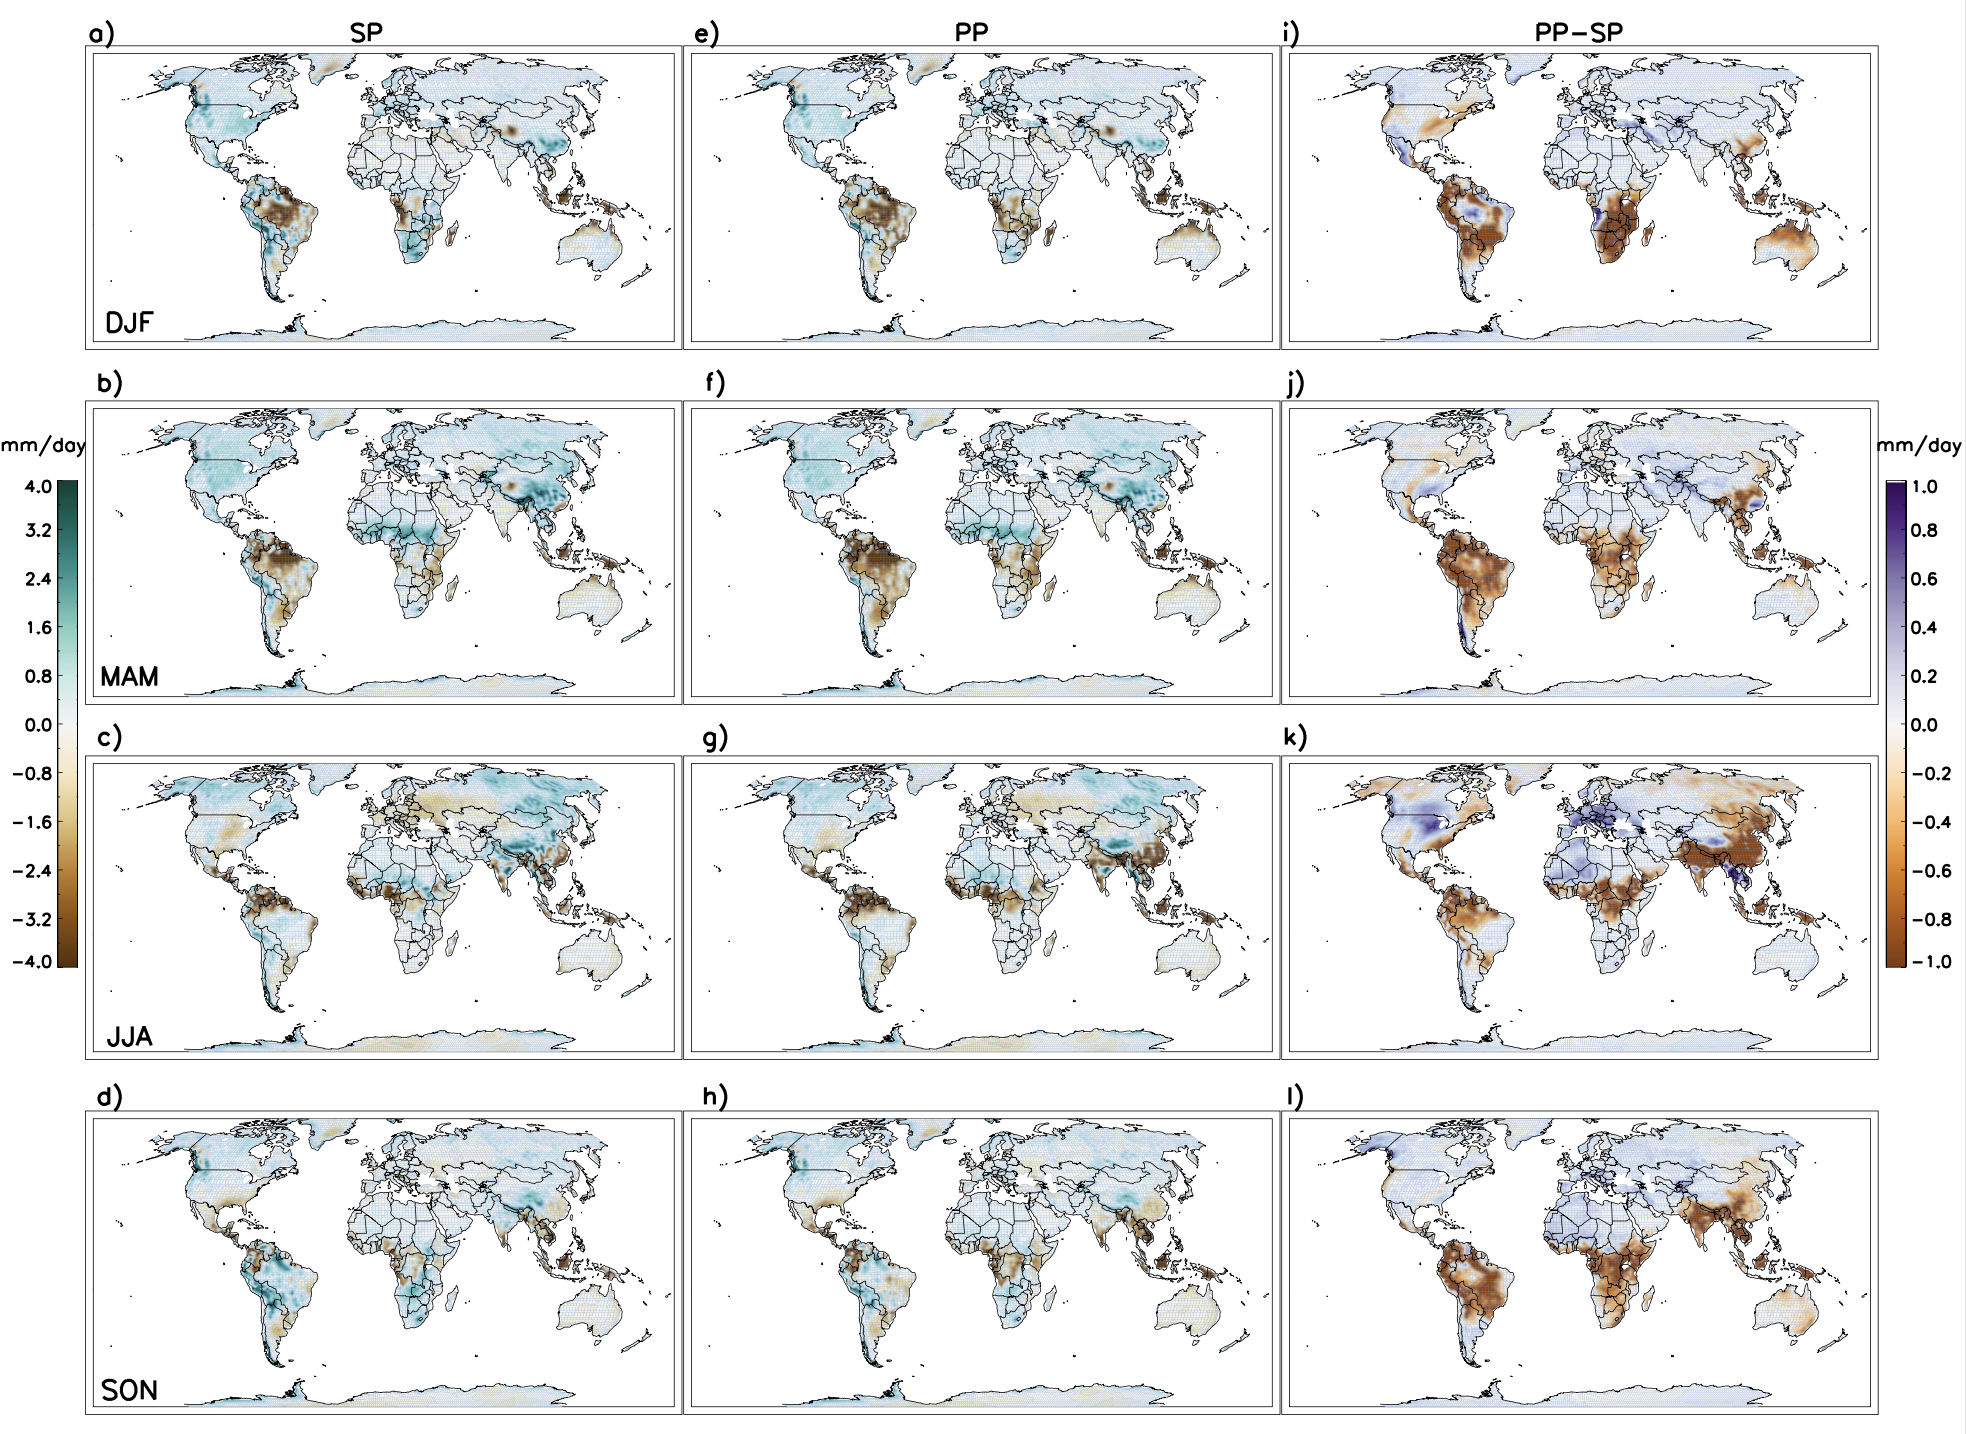 a) SP e) PP i) PP-SP
DJF
b) f) j)
mm/day mm/day
4.0 1.0
3.2 0.8
2.4 0.6
1.6 0.4
0.8 0.2
0.0 0.0
-0.8 -0.2
-1.6 -0.4
-2.4 -0.6
-3.2 -0.8
-4.0 -1.0
MAM
c) g) k)
JJA
d) h) l)
SON